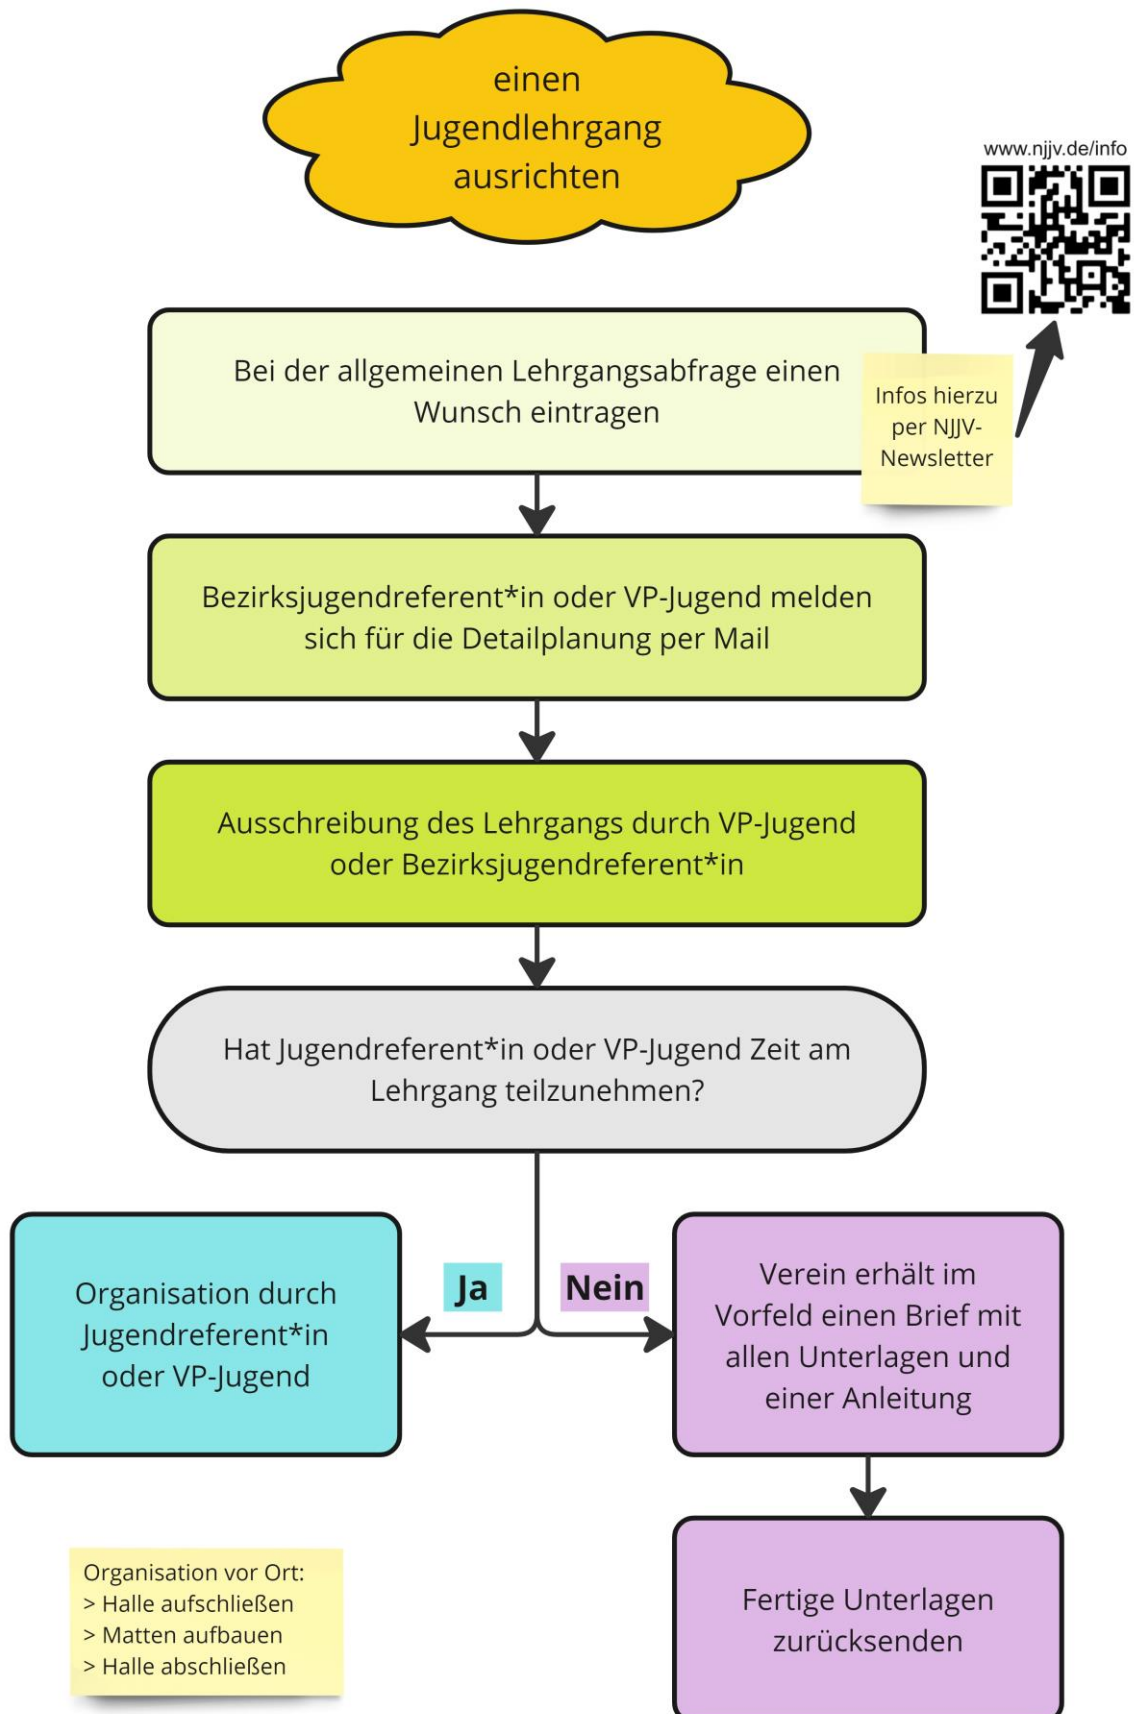 einen
Jugendlehrgang
ausrichten
www.njjv.de/info
Bei der allgemeinen Lehrgangsabfrage einen
Wunsch eintragen
Infos hierzu
per NJJV-
Newsletter
Bezirksjugendreferent*in oder VP-Jugend melden
sich für die Detailplanung per Mail
Ausschreibung des Lehrgangs durch VP-Jugend
oder Bezirksjugendreferent*in
Hat Jugendreferent*in oder VP-Jugend Zeit am
Lehrgang teilzunehmen?
Ja
Nein
Organisation durch
Jugendreferent*in
oder VP-Jugend
Verein erhält im
Vorfeld einen Brief mit
allen Unterlagen und
einer Anleitung
Organisation vor Ort:
> Halle aufschließen
> Matten aufbauen
> Halle abschließen
Fertige Unterlagen
zurücksenden